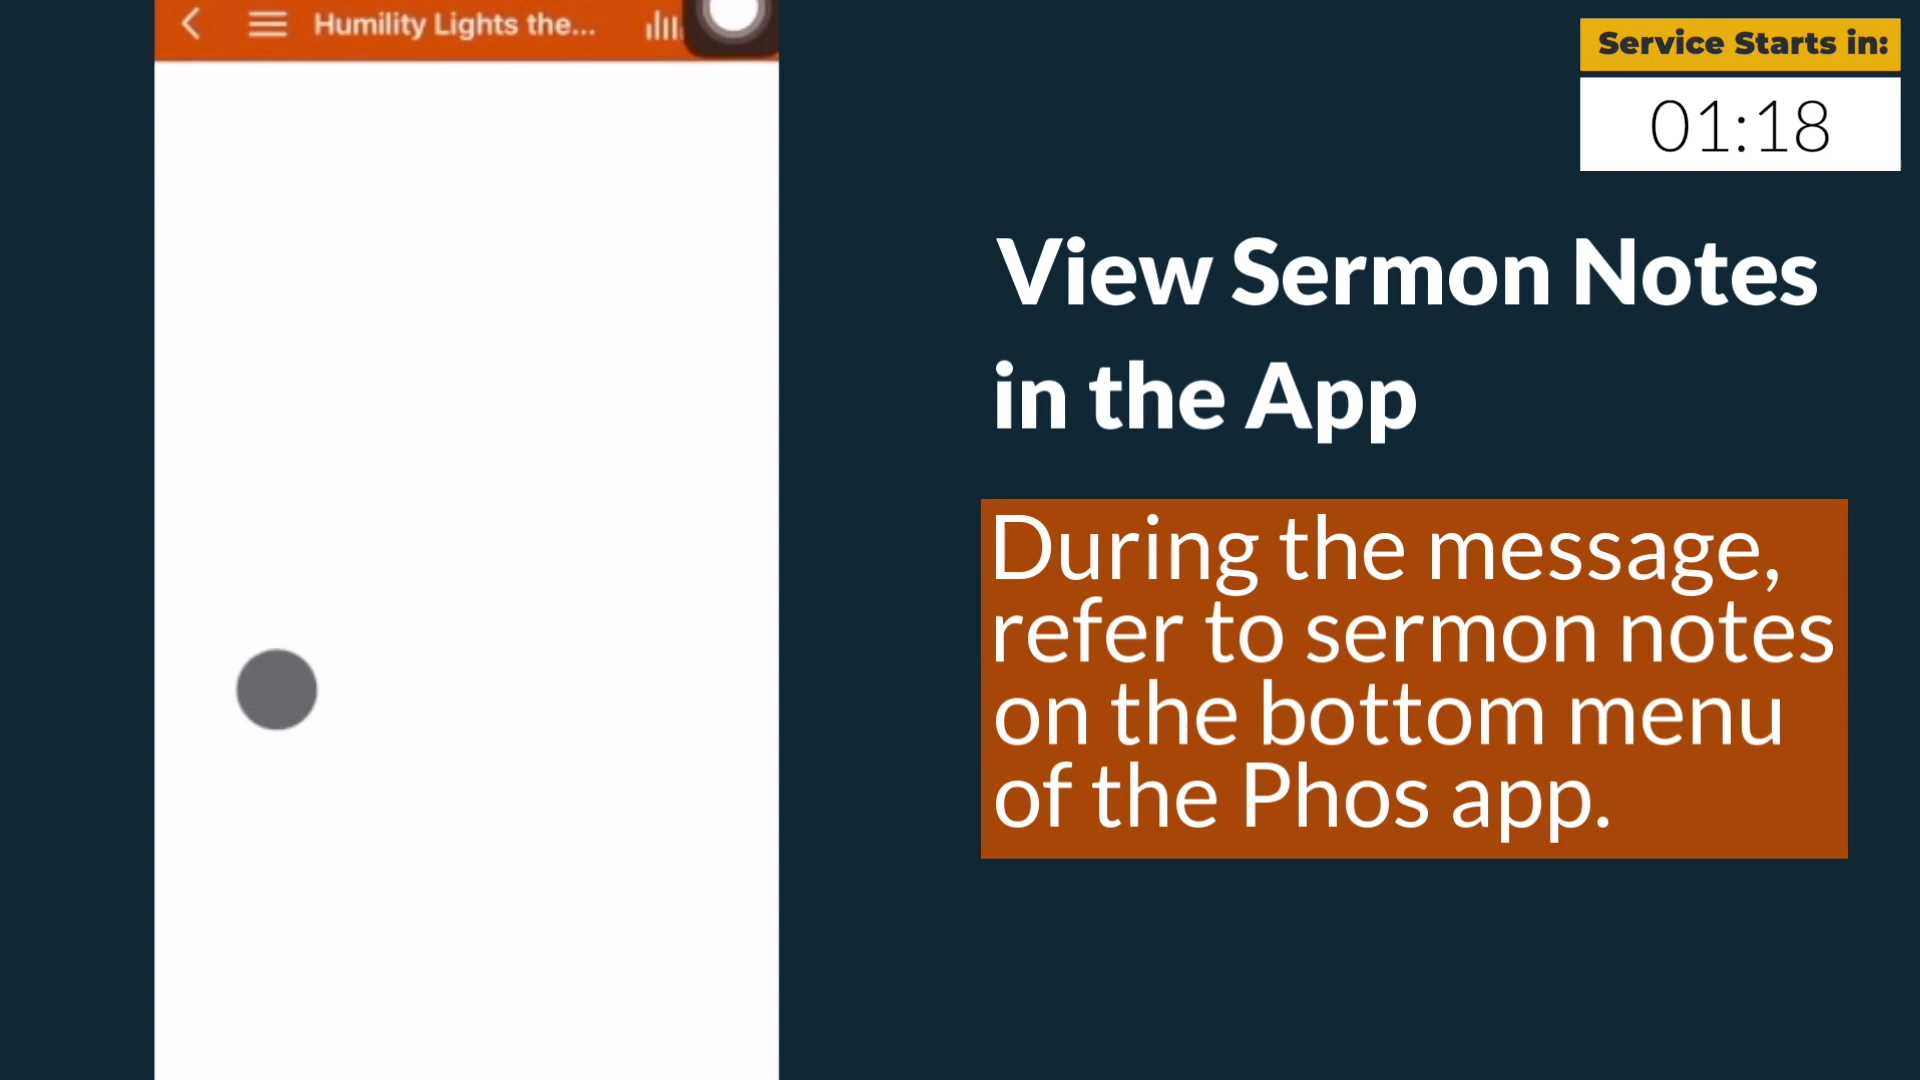 Humility Lights the...
Service Starts in:
01:18
View Sermon Notes
in the App
During the message,
refer to sermon notes
on the bottom menu
of the Phos app.